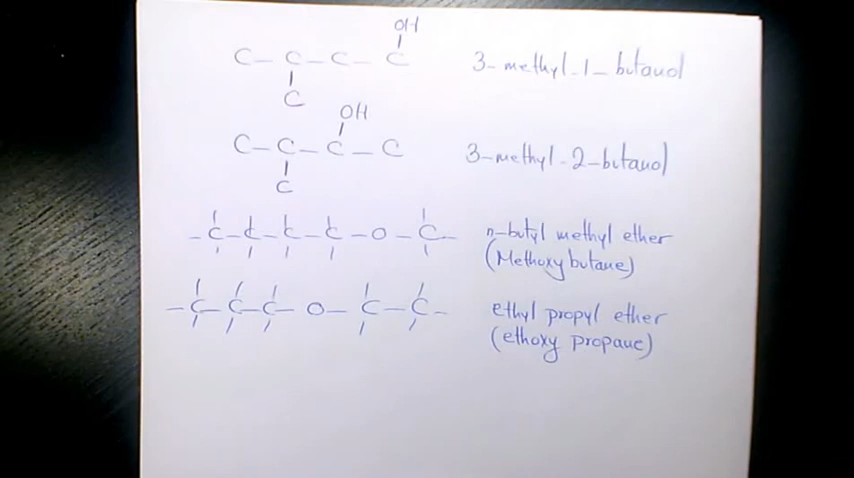 OH
C-C-C-C 3-methyl-1-butanol
C
OH
C-C-C-C 3-methyl-2-butanol
C
-C-C-C-C-O-C- n-butyl methyl ether
(Methoxy butane)
-C-C-C-O-C-C- ethyl propyl ether
(ethoxy propane)